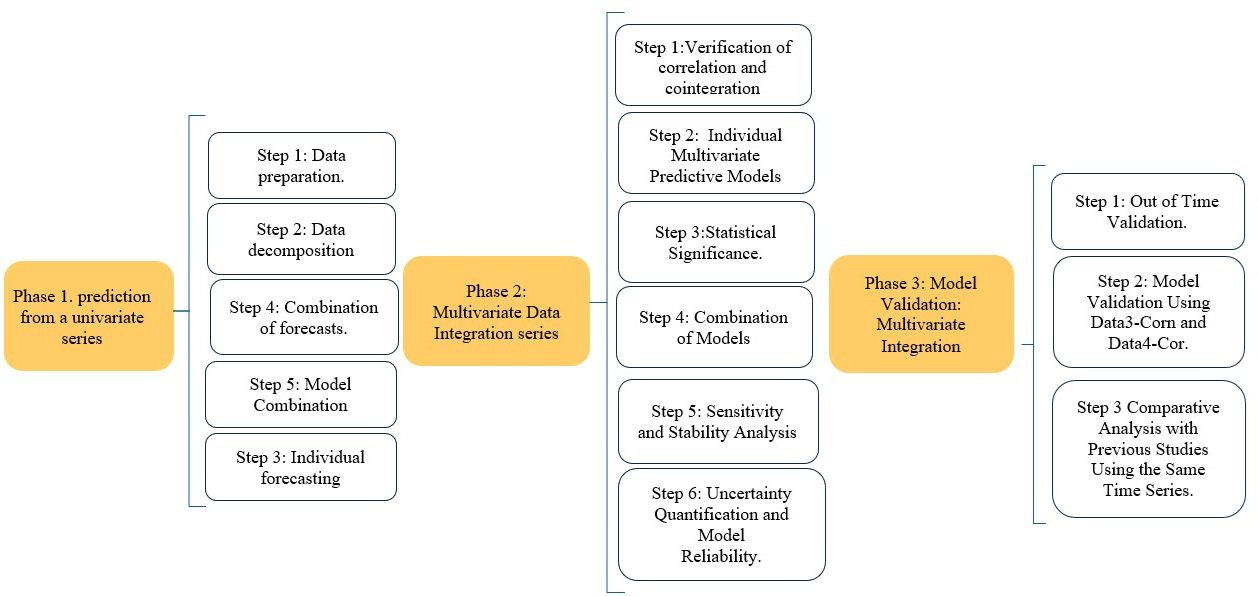 Phase 1. prediction
from a univariate
series
Step 1: Data
preparation.
Step 2: Data
decomposition
Step 4: Combination
of forecasts.
Step 5: Model
Combination
Step 3: Individual
forecasting
Phase 2:
Multivariate Data
Integration series
Step 1:Verification of
correlation and
cointegration
Step 2:  Individual
Multivariate
Predictive Models
Step 3:Statistical
Significance.
Step 4: Combination
of Models
Step 5: Sensitivity
and Stability Analysis
Step 6: Uncertainty
Quantification and
Model
Reliability.
Phase 3: Model
Validation:
Multivariate
Integration
Step 1: Out of Time
Validation.
Step 2: Model
Validation Using
Data3-Corn and
Data4-Cor.
Step 3 Comparative
Analysis with
Previous Studies
Using the Same
Time Series.